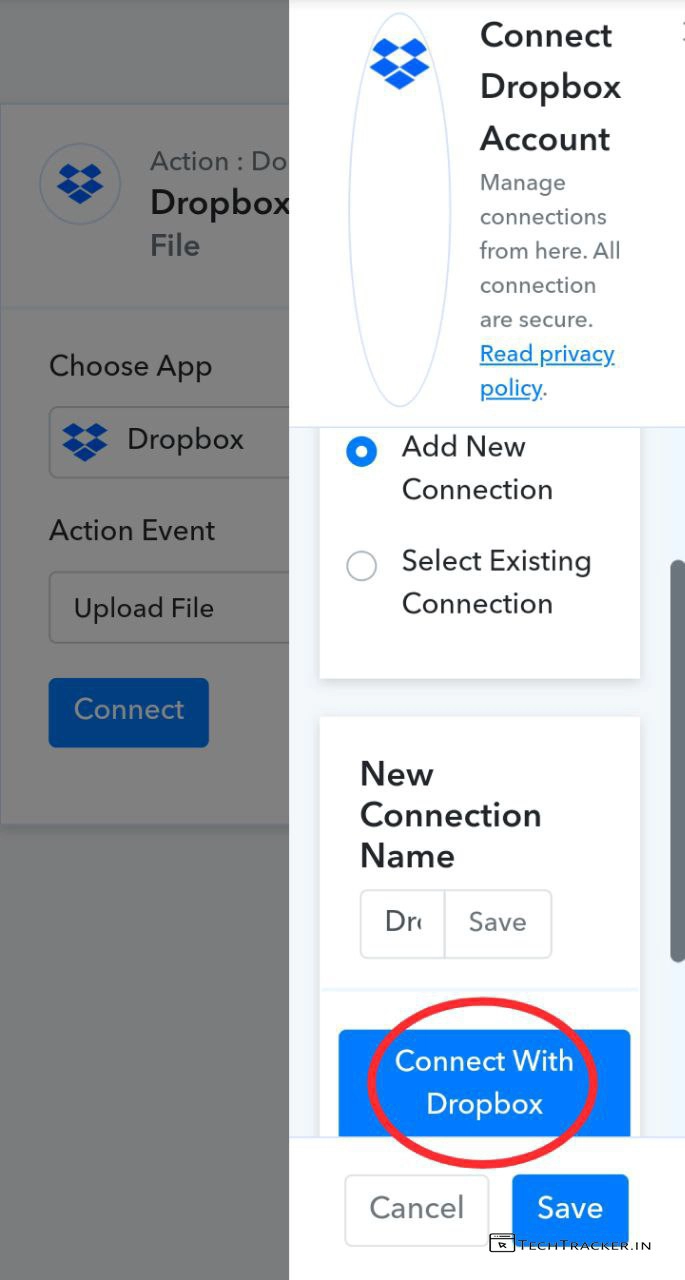 Action : Do
Dropbox
File
Choose App
Dropbox
Action Event
Upload File
Connect
Connect
Dropbox
Account
Manage
connections
from here. All
connection
are secure.
Read privacy
policy.
Add New
Connection
Select Existing
Connection
New
Connection
Name
Dr
Save
Connect With
Dropbox
Cancel
Save
TECHTRACKER.IN